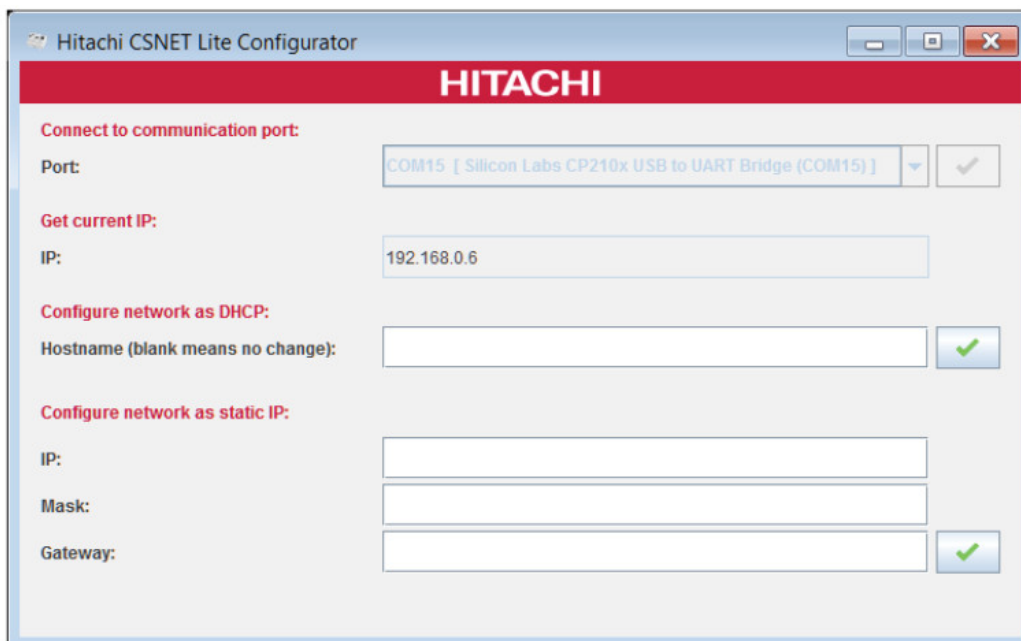 Hitachi CSNET Lite Configurator
HITACHI
Connect to communication port:
Port: COM15 [ Silicon Labs CP210x USB to UART Bridge (COM15) ]
Get current IP:
IP: 192.168.0.6
Configure network as DHCP:
Hostname (blank means no change):
Configure network as static IP:
IP:
Mask:
Gateway: